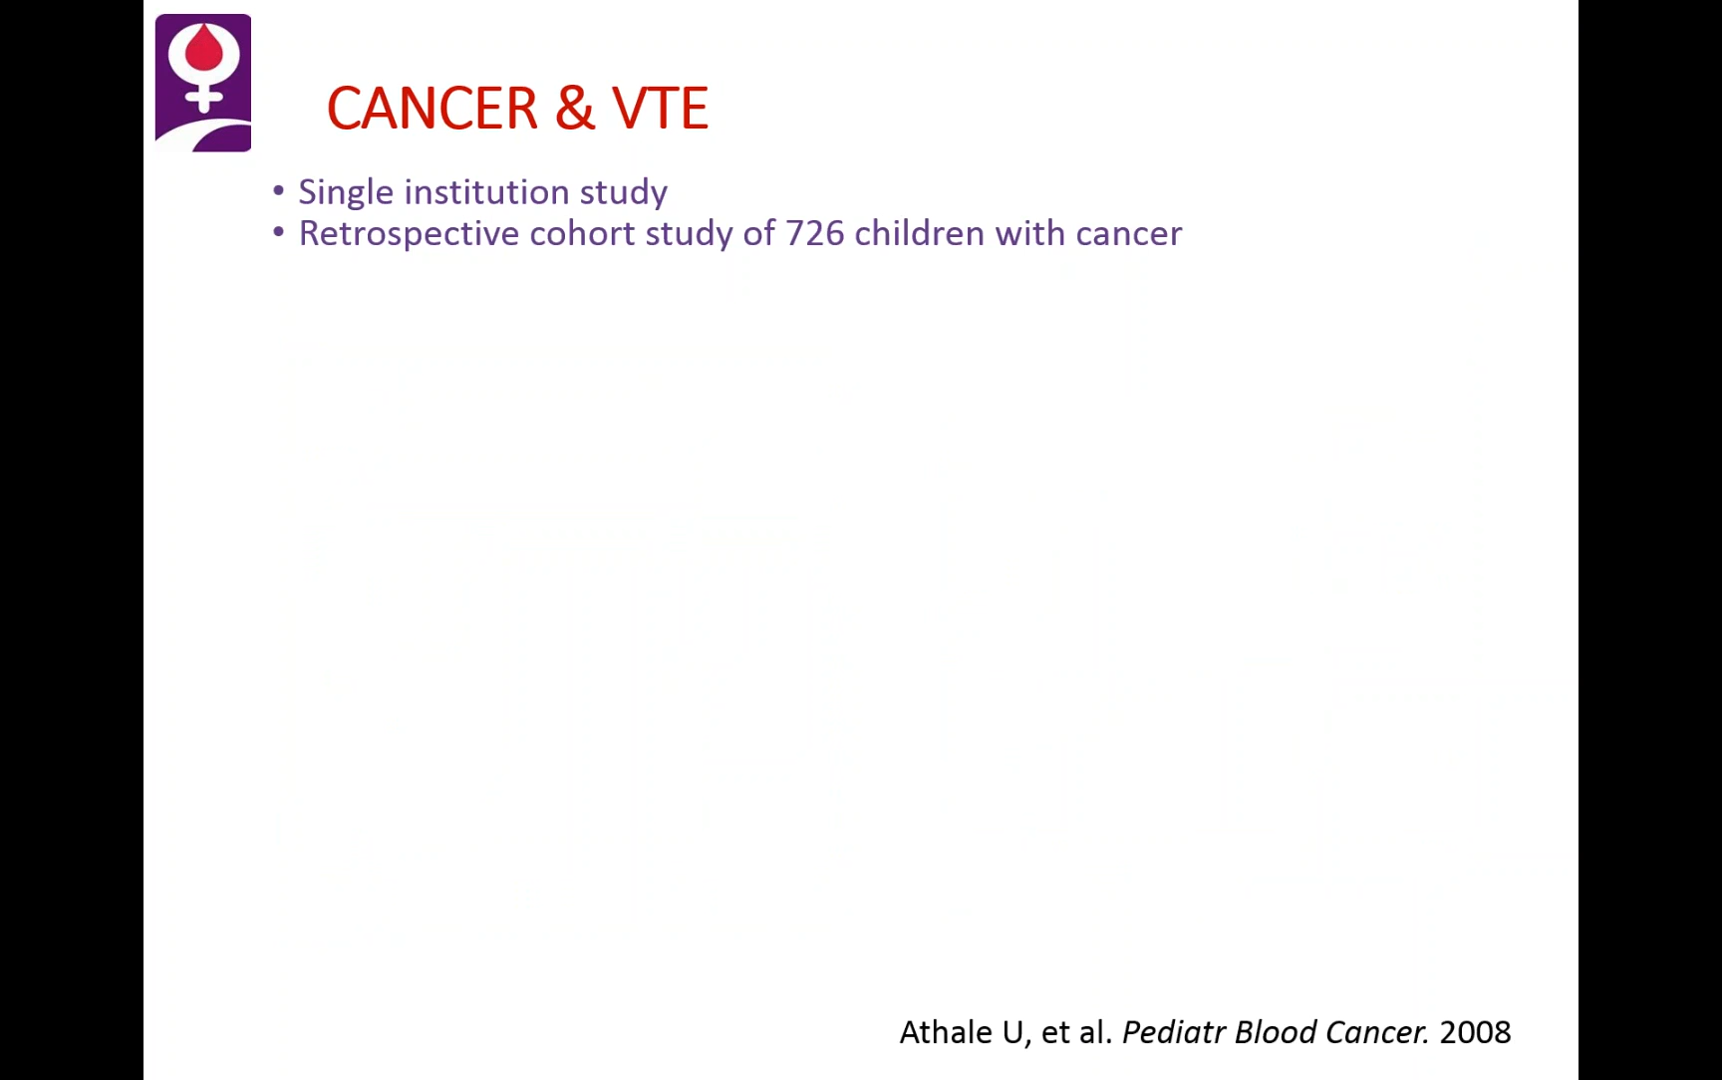 CANCER & VTE
• Single institution study
• Retrospective cohort study of 726 children with cancer
Athale U, et al. Pediatr Blood Cancer. 2008